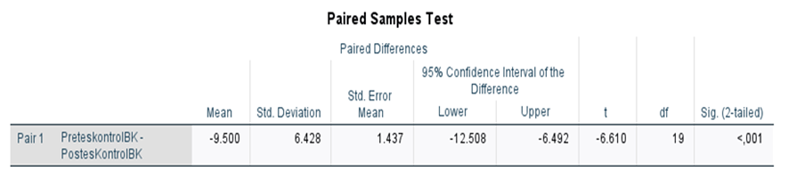 Paired Samples Test
Paired Differences
95% Confidence Interval of the
Difference
Std. Error
Mean Std. Deviation Mean Lower Upper t df Sig. (2-tailed)
Pair 1 PreteskontrolBK - -9.500 6.428 1.437 -12.508 -6.492 -6.610 19 <,001
PostesKontrolBK